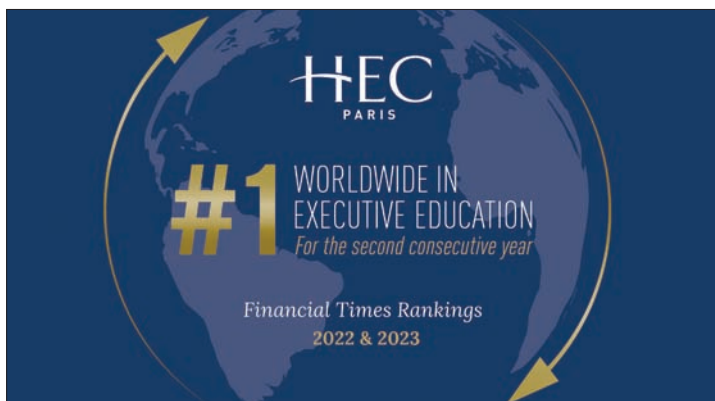 HEC
PARIS
#1
WORLDWIDE IN
EXECUTIVE EDUCATION
For the second consecutive year
Financial Times Rankings
2022 & 2023